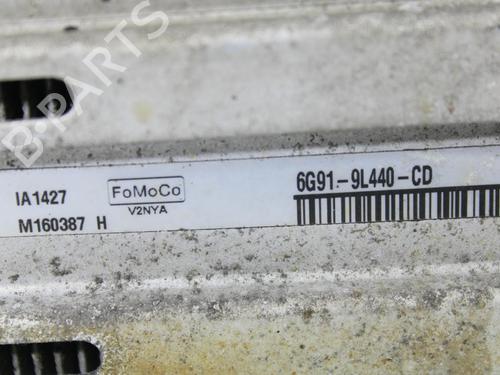 B-PARTS
IA1427
FoMoCo
6G91-9L440-CD
V2NYA
M160387 H